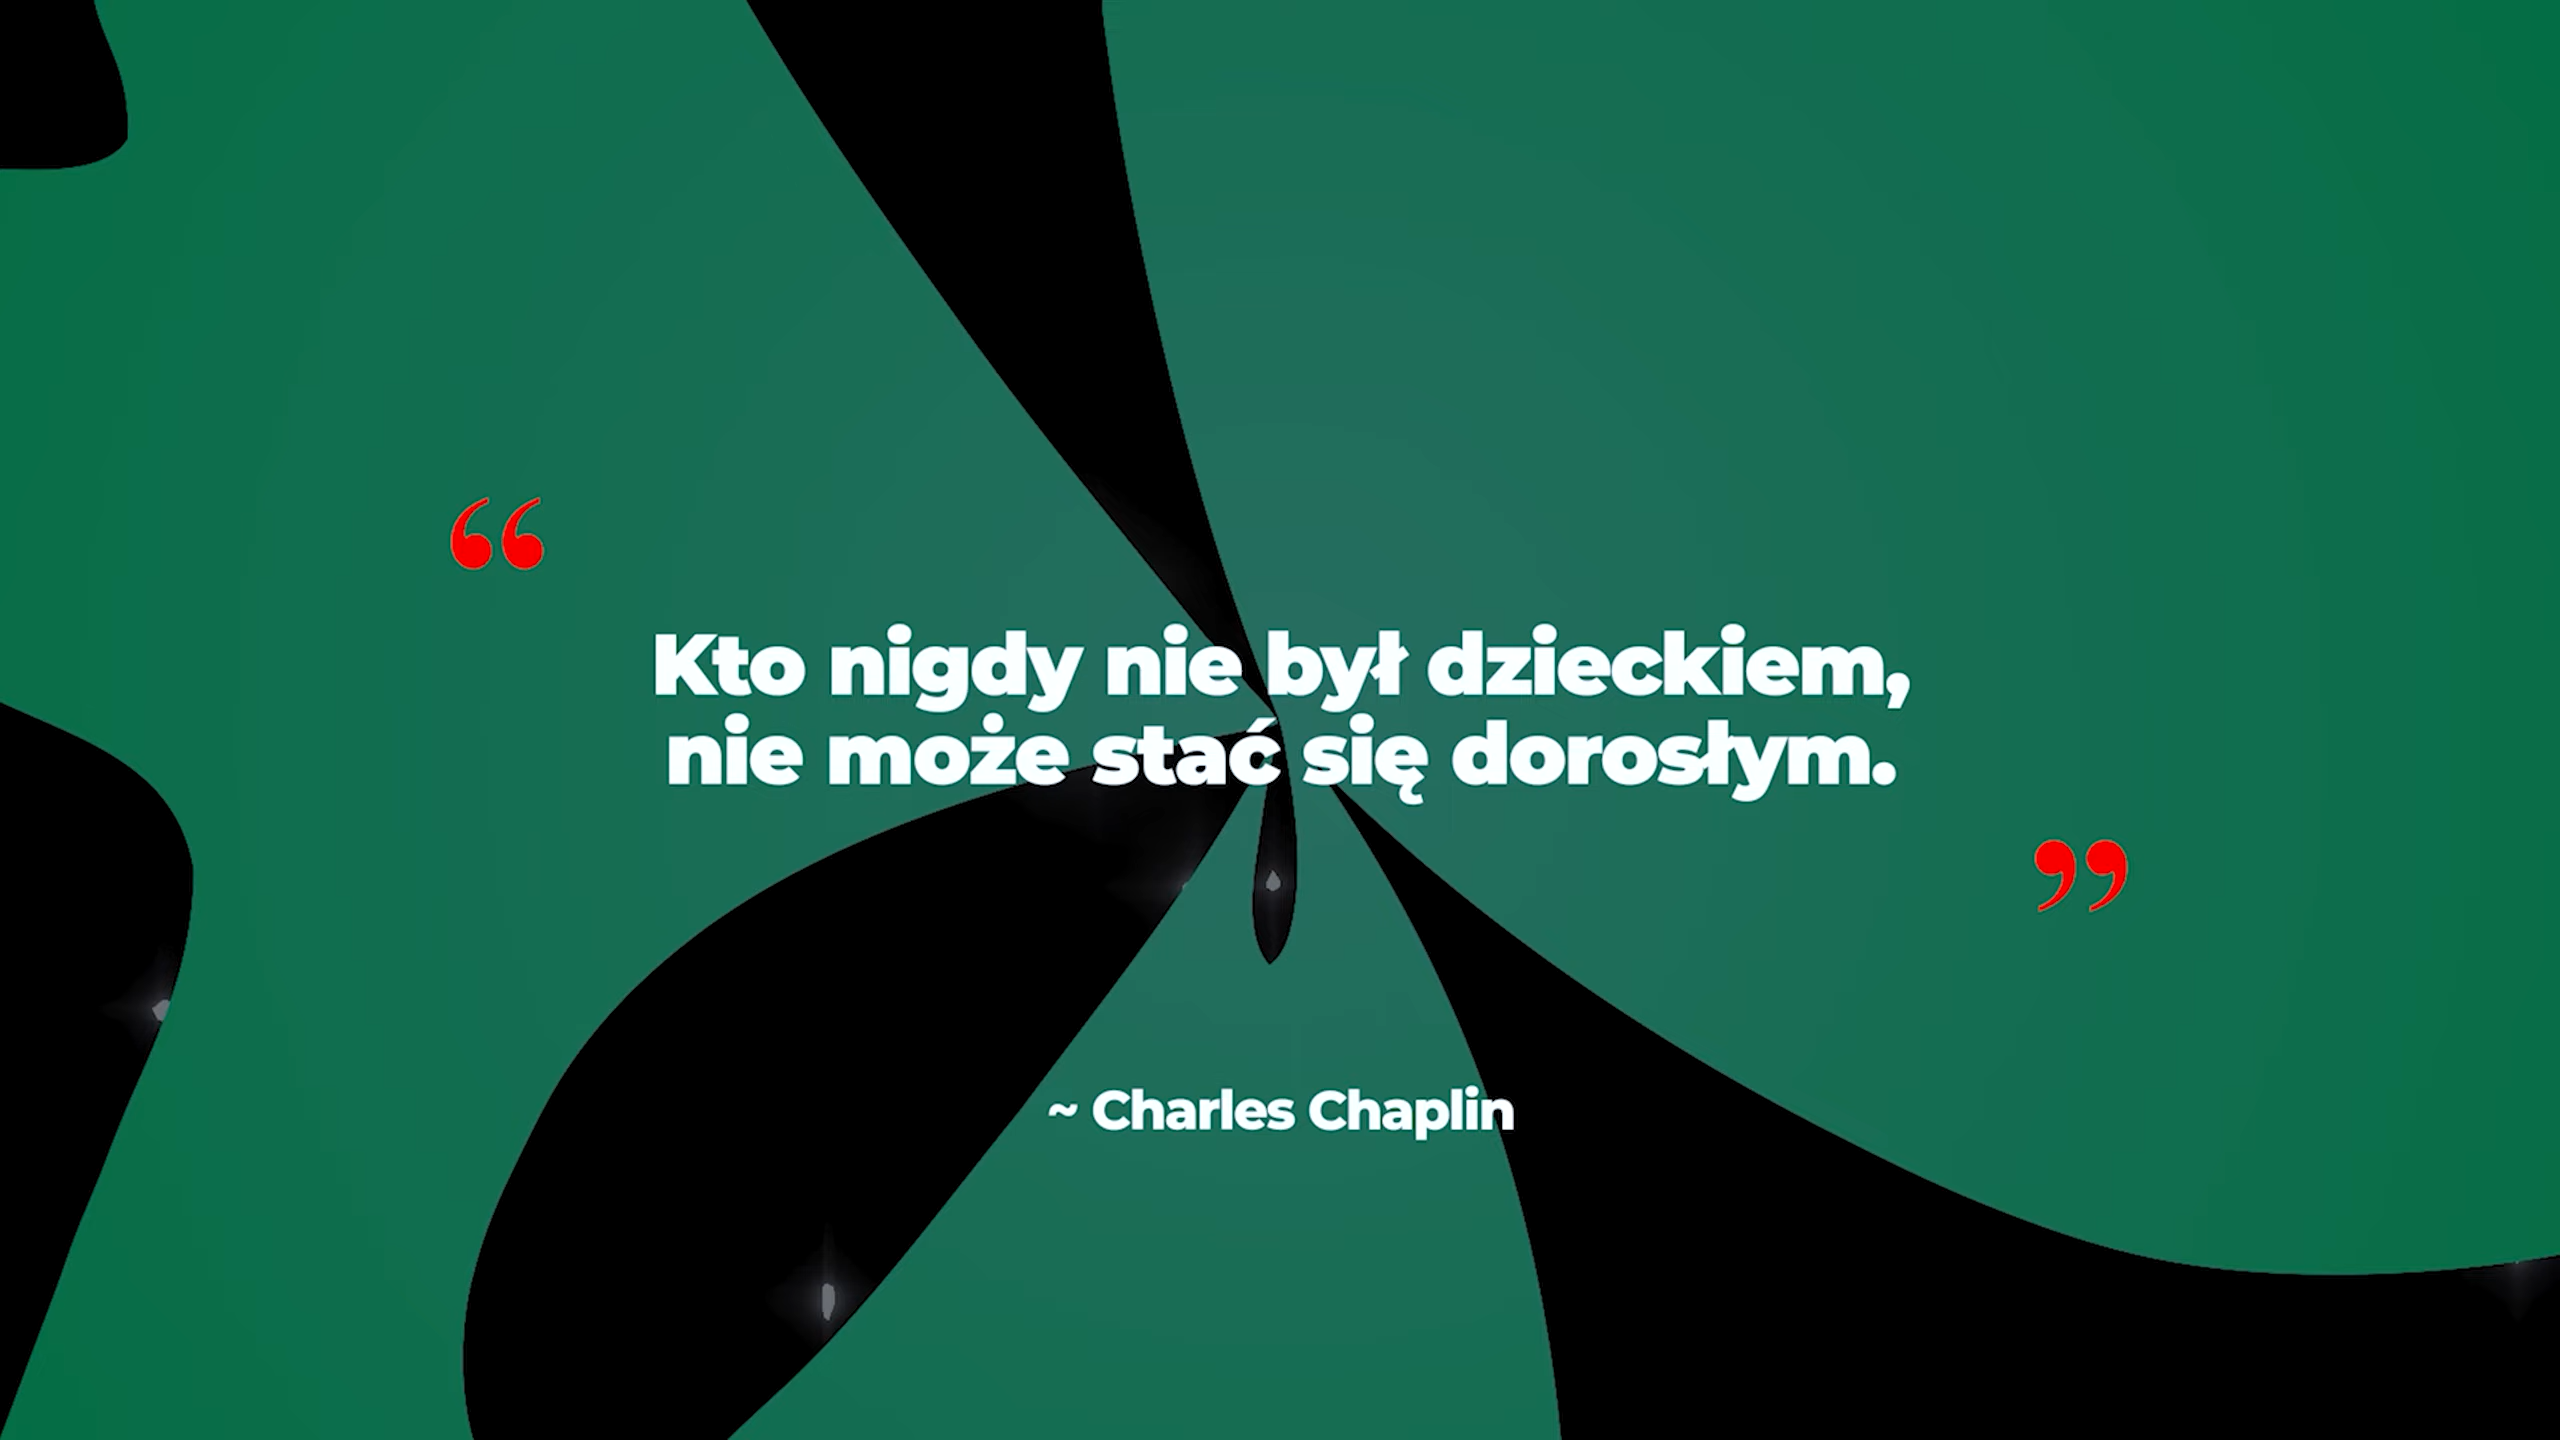 “
Kto nigdy nie był dzieckiem,
nie może stać się dorosłym.
”
~ Charles Chaplin